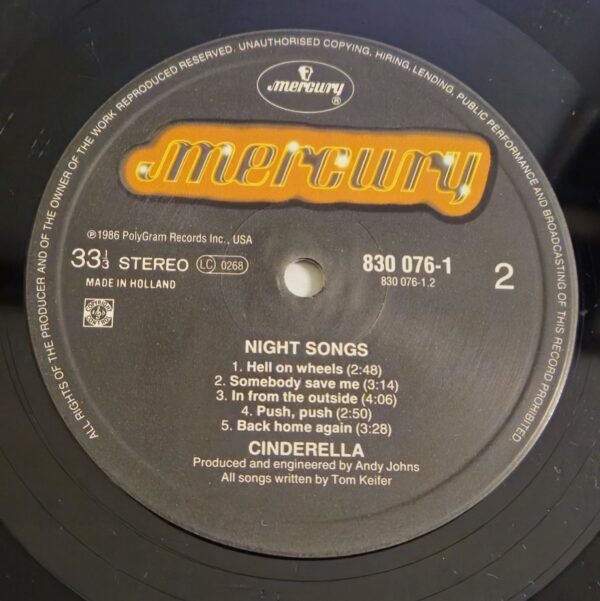 ALL RIGHTS OF THE PRODUCER AND OF THE OWNER OF THE WORK REPRODUCED RESERVED. UNAUTHORISED COPYING, HIRING, LENDING, PUBLIC PERFORMANCE AND BROADCASTING OF THIS RECORD PROHIBITED.
mercury ®
mercury
℗1986 PolyGram Records Inc., USA
33⅓ STEREO LC 0268
MADE IN HOLLAND
830 076-1
830 076-1.2
2
NIGHT SONGS
1. Hell on wheels (2:48)
2. Somebody save me (3:14)
3. In from the outside (4:06)
4. Push, push (2:50)
5. Back home again (3:28)
CINDERELLA
Produced and engineered by Andy Johns
All songs written by Tom Keifer